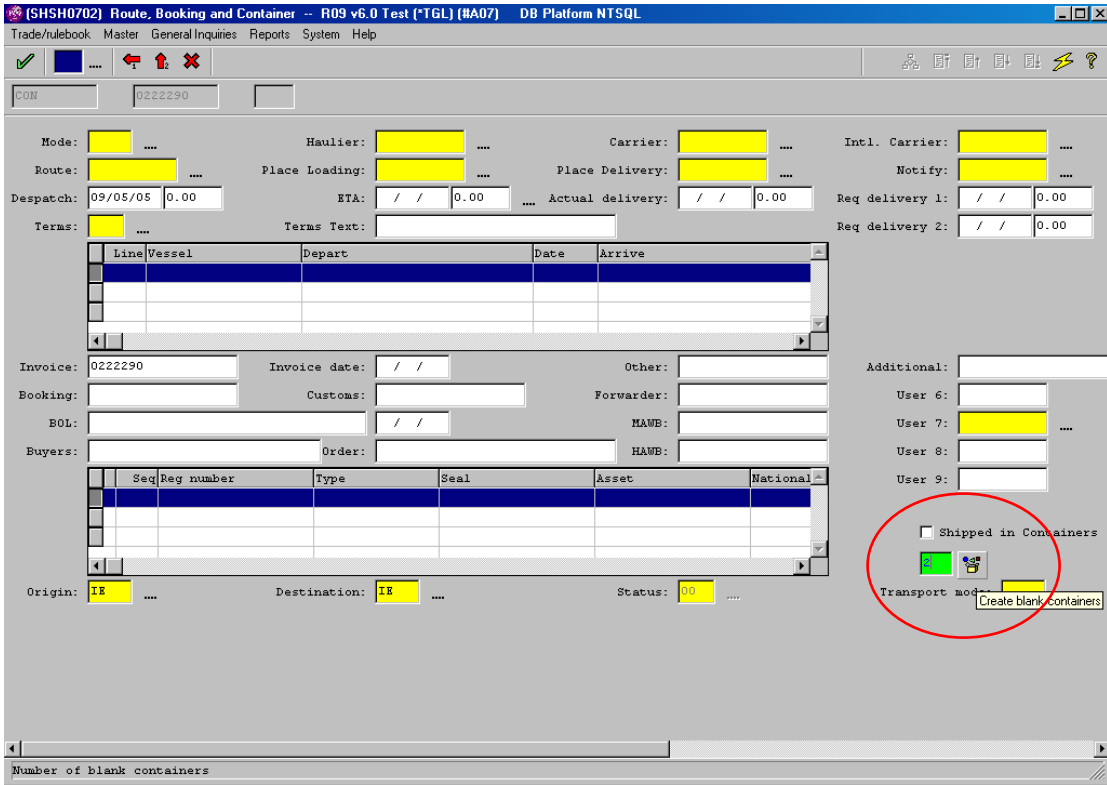 (SHSH0702) Route, Booking and Container -- R09 v6.0 Test (*TGL) (#A07) DB Platform NTSQL
Trade/rulebook Master General Inquiries Reports System Help
.... 1 2 ?
CON 0222290
Mode: .... Haulier: .... Carrier: .... Intl. Carrier: ....
Route: .... Place Loading: .... Place Delivery: .... Notify: ....
Despatch: 09/05/05 0.00 ETA: / / 0.00 .... Actual delivery: / / 0.00 Req delivery 1: / / 0.00
Terms: .... Terms Text: Req delivery 2: / / 0.00
Line Vessel Depart Date Arrive
Invoice: 0222290 Invoice date: / / Other: Additional:
Booking: Customs: Forwarder: User 6:
BOL: / / MAWB: User 7: ....
Buyers: Order: HAWB: User 8:
Seq Reg number Type Seal Asset National User 9:
Shipped in Containers
2
Origin: IE .... Destination: IE .... Status: 00 .... Transport mode:
Create blank containers
Number of blank containers